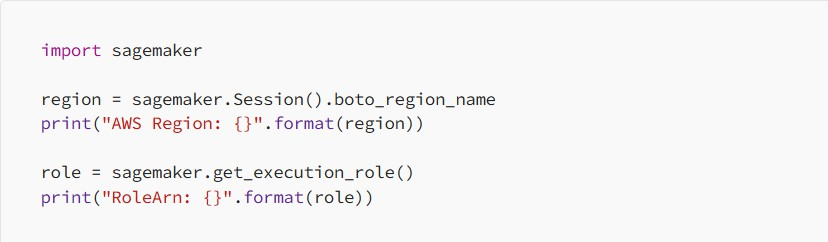 import sagemaker
region = sagemaker.Session().boto_region_name
print("AWS Region: {}".format(region))
role = sagemaker.get_execution_role()
print("RoleArn: {}".format(role))